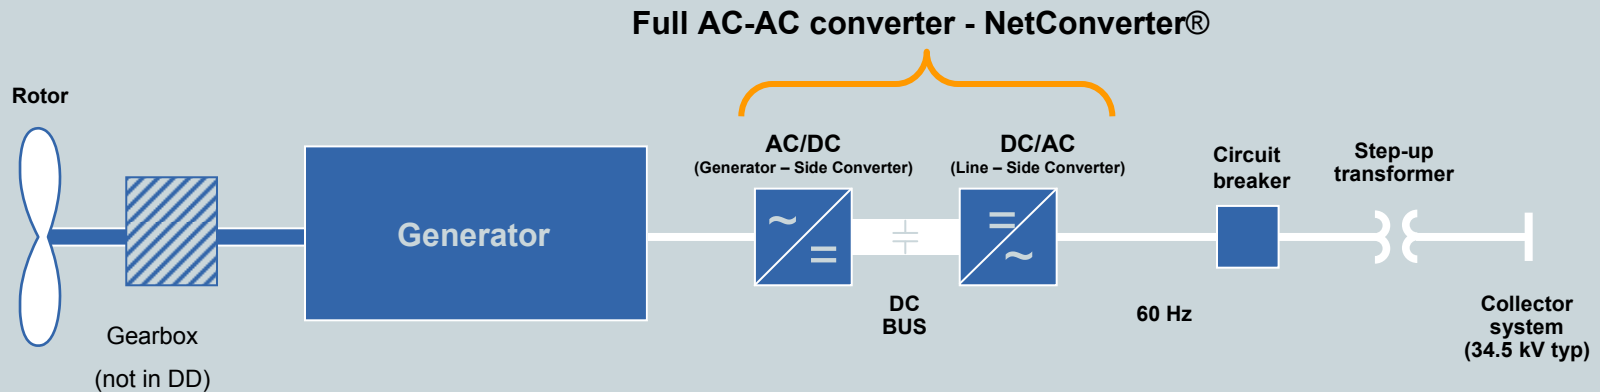 Full AC-AC converter - NetConverter®
Rotor
AC/DC
(Generator – Side Converter)
DC/AC
(Line – Side Converter)
Circuit
breaker
Step-up
transformer
~
=
=
~
Generator
DC
BUS
60 Hz
Collector
system
(34.5 kV typ)
Gearbox
(not in DD)